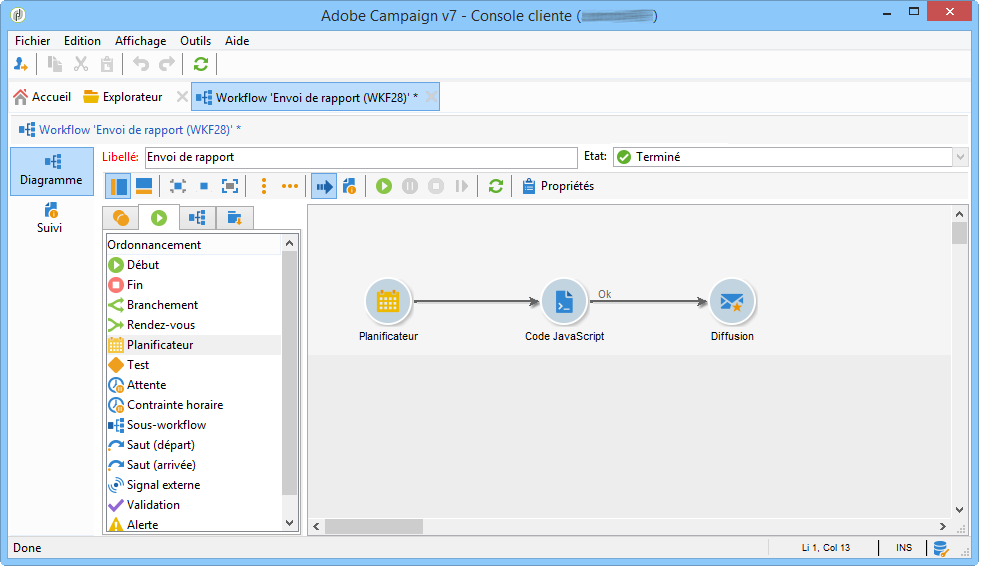 Adobe Campaign v7 - Console cliente (
)
Fichier Edition Affichage Outils Aide
Accueil Explorateur Workflow 'Envoi de rapport (WKF28)' *
Workflow 'Envoi de rapport (WKF28)' *
Diagramme
Suivi
Libellé: Envoi de rapport Etat: Terminé
Propriétés
Ordonnancement
Début
Fin
Branchement
Rendez-vous
Planificateur
Test
Attente
Contrainte horaire
Sous-workflow
Saut (départ)
Saut (arrivée)
Signal externe
Validation
Alerte
Ok
Planificateur Code JavaScript Diffusion
Done Li 1, Col 13 INS